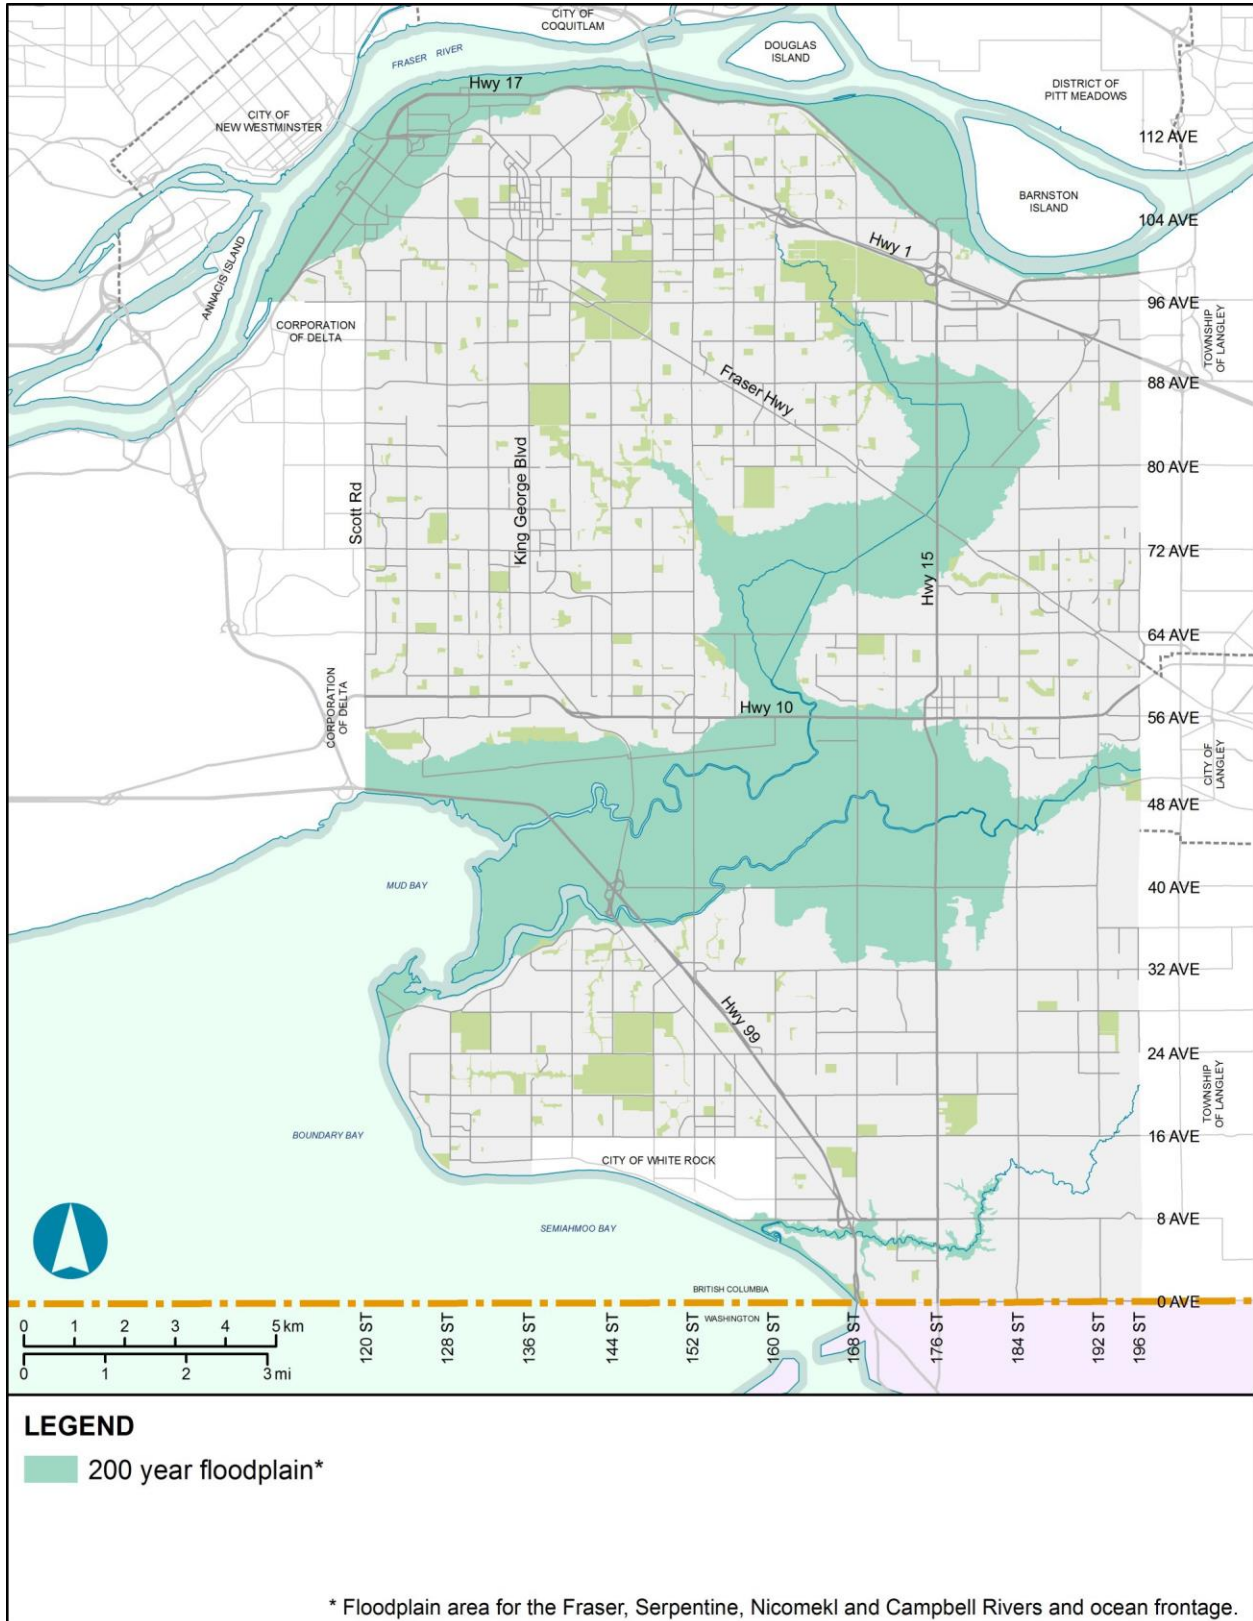 CITY OF
COQUITLAM
FRASER RIVER
DOUGLAS
ISLAND
Hwy 17
DISTRICT OF
PITT MEADOWS
CITY OF
NEW WESTMINSTER
112 AVE
BARNSTON
ISLAND
104 AVE
Hwy 1
ANNACIS ISLAND
96 AVE
CORPORATION
OF DELTA
TOWNSHIP
OF LANGLEY
88 AVE
Fraser Hwy
80 AVE
Scott Rd
King George Blvd
72 AVE
Hwy 15
64 AVE
CORPORATION
OF DELTA
Hwy 10
56 AVE
CITY OF
LANGLEY
48 AVE
MUD BAY
40 AVE
32 AVE
Hwy 99
24 AVE
TOWNSHIP
OF LANGLEY
BOUNDARY BAY
16 AVE
CITY OF WHITE ROCK
SEMIAHMOO BAY
8 AVE
BRITISH COLUMBIA
0 AVE
WASHINGTON
0 1 2 3 4 5 km
0 1 2 3 mi
120 ST
128 ST
136 ST
144 ST
152 ST
160 ST
168 ST
176 ST
184 ST
192 ST
196 ST
LEGEND
200 year floodplain*
* Floodplain area for the Fraser, Serpentine, Nicomekl and Campbell Rivers and ocean frontage.